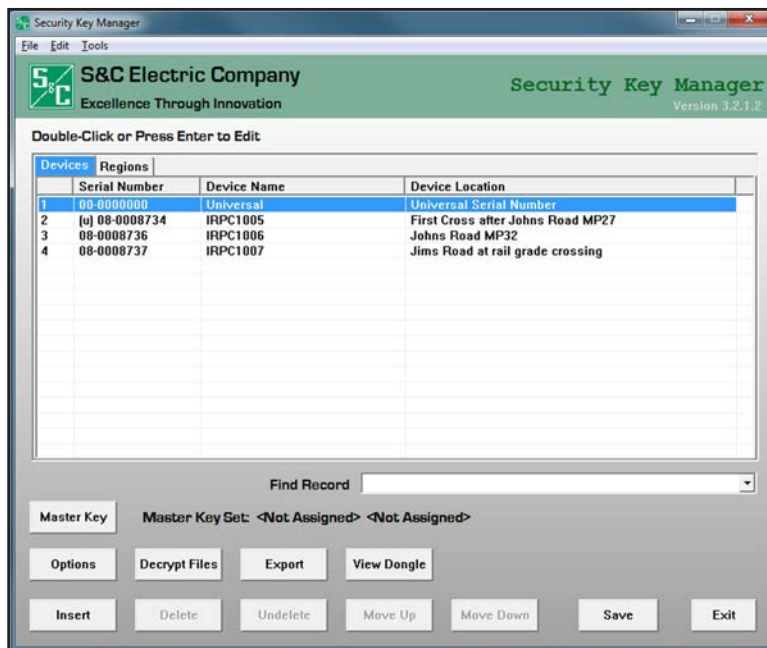 Security Key Manager
File Edit Tools
S&C
S&C Electric Company
Excellence Through Innovation
Security Key Manager
Version 3.2.1.2
Double-Click or Press Enter to Edit
Devices Regions
Serial Number Device Name Device Location
1 00-0000000 Universal Universal Serial Number
2 (u) 08-0008734 IRPC1005 First Cross after Johns Road MP27
3 08-0008736 IRPC1006 Johns Road MP32
4 08-0008737 IRPC1007 Jims Road at rail grade crossing
Find Record
Master Key Master Key Set: <Not Assigned> <Not Assigned>
Options Decrypt Files Export View Dongle
Insert Delete Undelete Move Up Move Down Save Exit